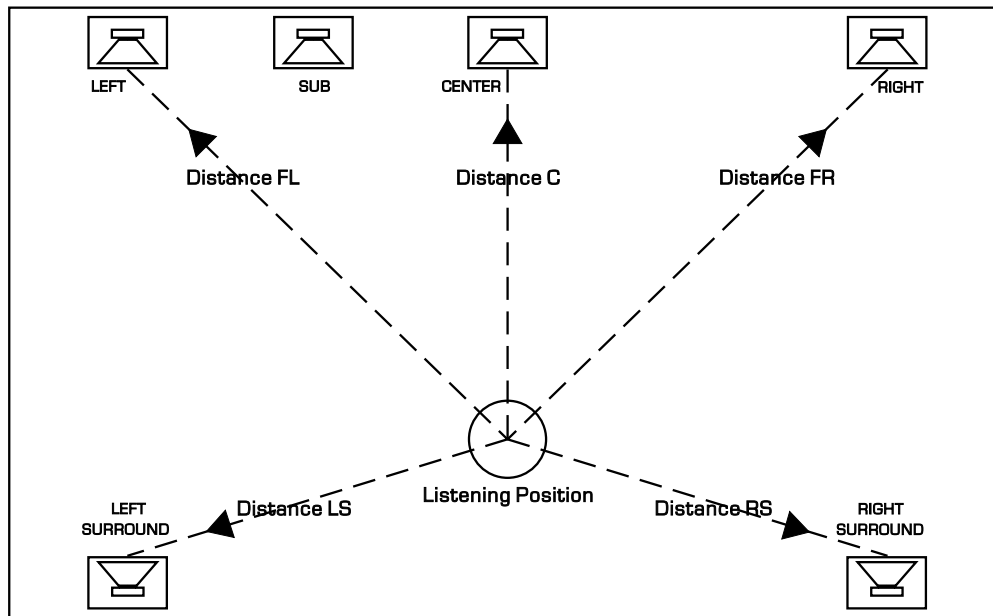 LEFT
SUB
CENTER
RIGHT
Distance FL
Distance C
Distance FR
Listening Position
LEFT
SURROUND
Distance LS
Distance RS
RIGHT
SURROUND